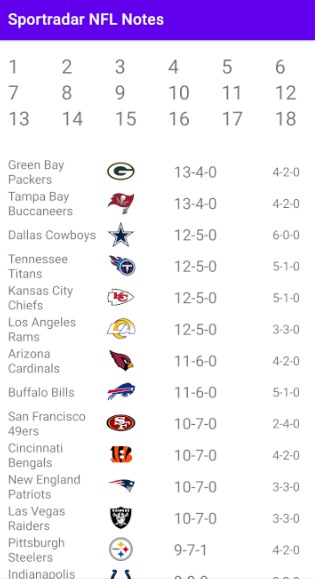 Sportradar NFL Notes
1 2 3 4 5 6
7 8 9 10 11 12
13 14 15 16 17 18
Green Bay
Packers 13-4-0 4-2-0
Tampa Bay
Buccaneers 13-4-0 4-2-0
Dallas Cowboys 12-5-0 6-0-0
Tennessee
Titans 12-5-0 5-1-0
Kansas City
Chiefs 12-5-0 5-1-0
Los Angeles
Rams 12-5-0 3-3-0
Arizona
Cardinals 11-6-0 4-2-0
Buffalo Bills 11-6-0 5-1-0
San Francisco
49ers 10-7-0 2-4-0
Cincinnati
Bengals 10-7-0 4-2-0
New England
Patriots 10-7-0 3-3-0
Las Vegas
Raiders 10-7-0 3-3-0
Pittsburgh
Steelers 9-7-1 4-2-0
Indianapolis